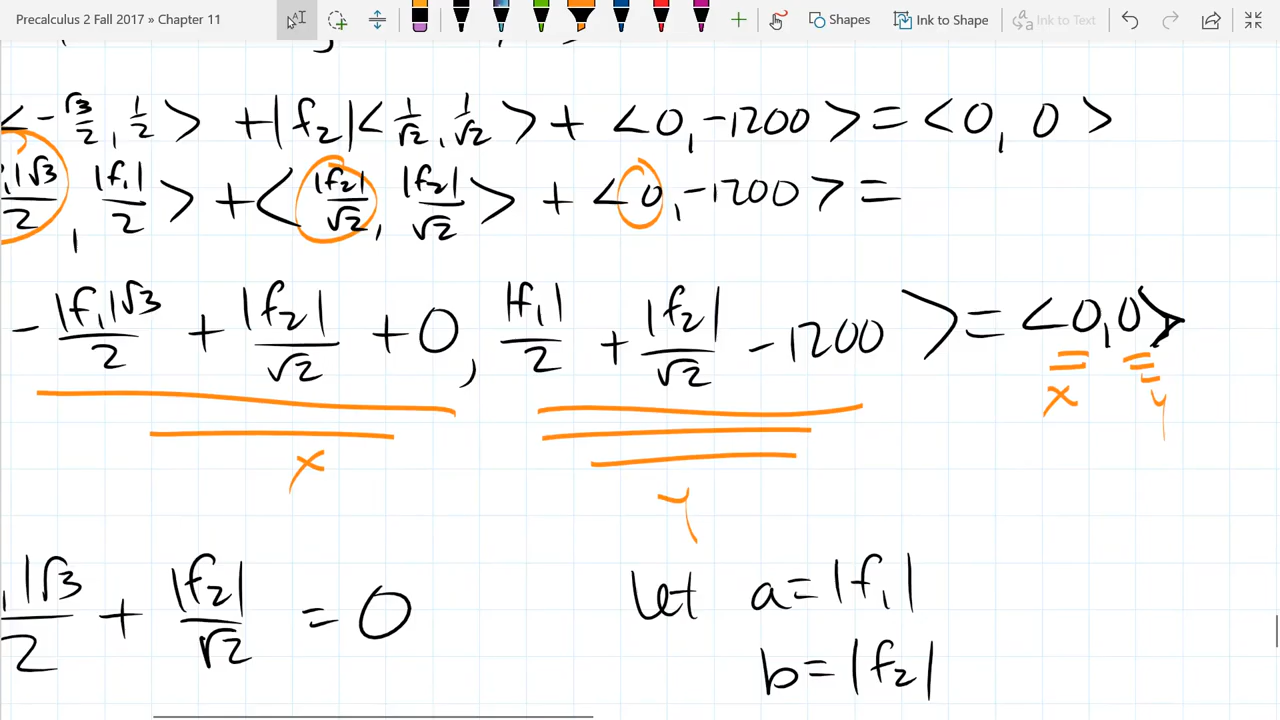 Precalculus 2 Fall 2017 » Chapter 11
Shapes
Ink to Shape
Ink to Text
<-√3/2, 1/2> + |f₂|<1/√2, 1/√2> + <0, -1200> = <0, 0>
|√3/2, |f₁|/2> + <|f₂|/√2, |f₂|/√2> + <0, -1200> =
-|f₁|√3/2 + |f₂|/√2 + 0, |f₁|/2 + |f₂|/√2 - 1200> = <0, 0>
x y
x
y
|√3/2 + |f₂|/√2 = 0
Let a = |f₁|
b = |f₂|